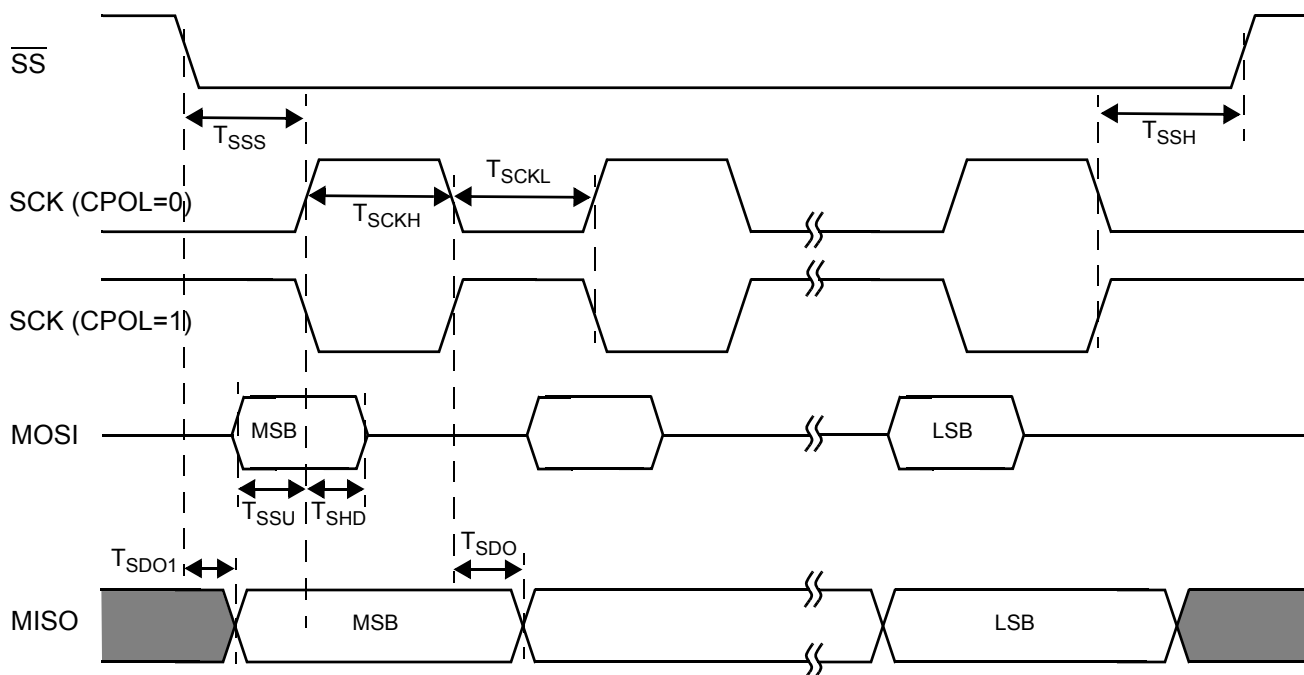 SS
TSSS
TSSH
SCK (CPOL=0)
TSCKH
TSCKL
SCK (CPOL=1)
MOSI
MSB
LSB
TSSU
TSHD
TSDO1
TSDO
MISO
MSB
LSB